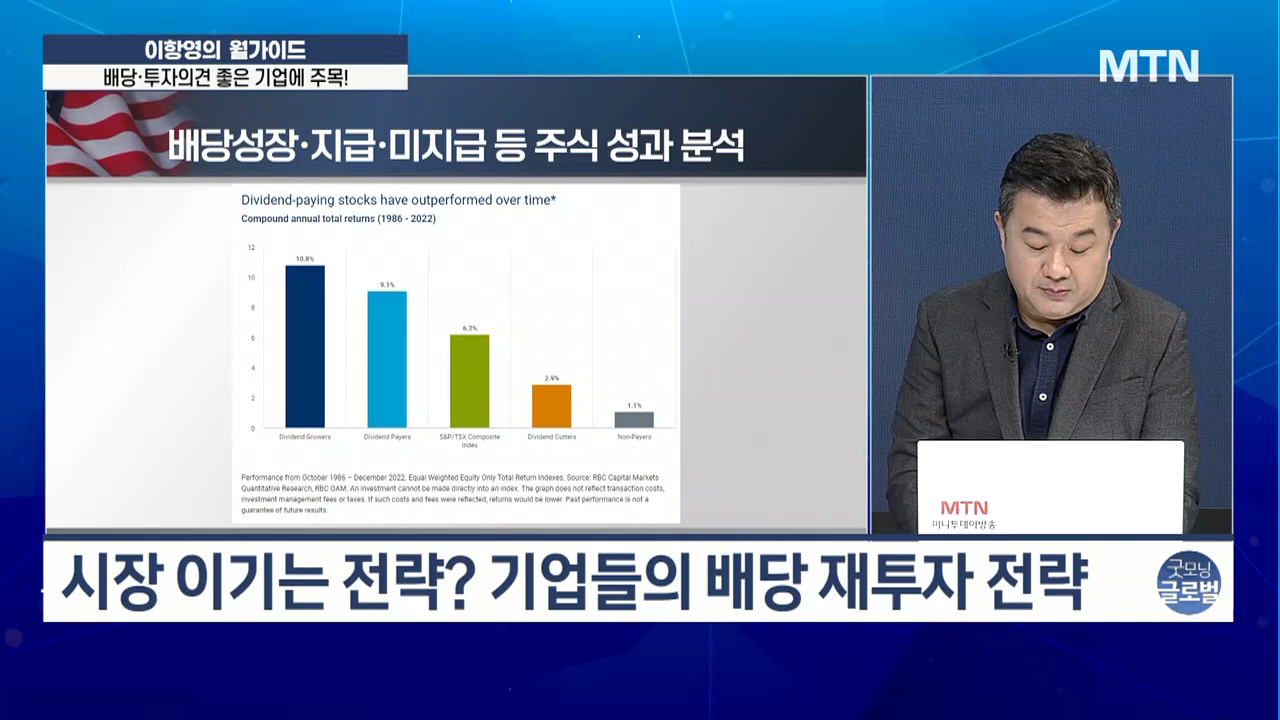 이항영의 월가이드
배당·투자의견 좋은 기업에 주목!
MTN
배당성장·지급·미지급 등 주식 성과 분석
Dividend-paying stocks have outperformed over time*
Compound annual total returns (1986 - 2022)
12
10
8
6
4
2
0
10.8%
9.1%
6.2%
2.9%
1.1%
Dividend Growers
Dividend Payers
S&P/TSX Composite
Index
Dividend Cutters
Non-Payers
Performance from October 1986 – December 2022. Equal Weighted Equity Only Total Return Indexes. Source: RBC Capital Markets
Quantitative Research, RBC GAM. An investment cannot be made directly into an index. The graph does not reflect transaction costs,
investment management fees or taxes. If such costs and fees were reflected, returns would be lower. Past performance is not a
guarantee of future results.
MTN
머니투데이방송
시장 이기는 전략? 기업들의 배당 재투자 전략
굿모닝
글로벌